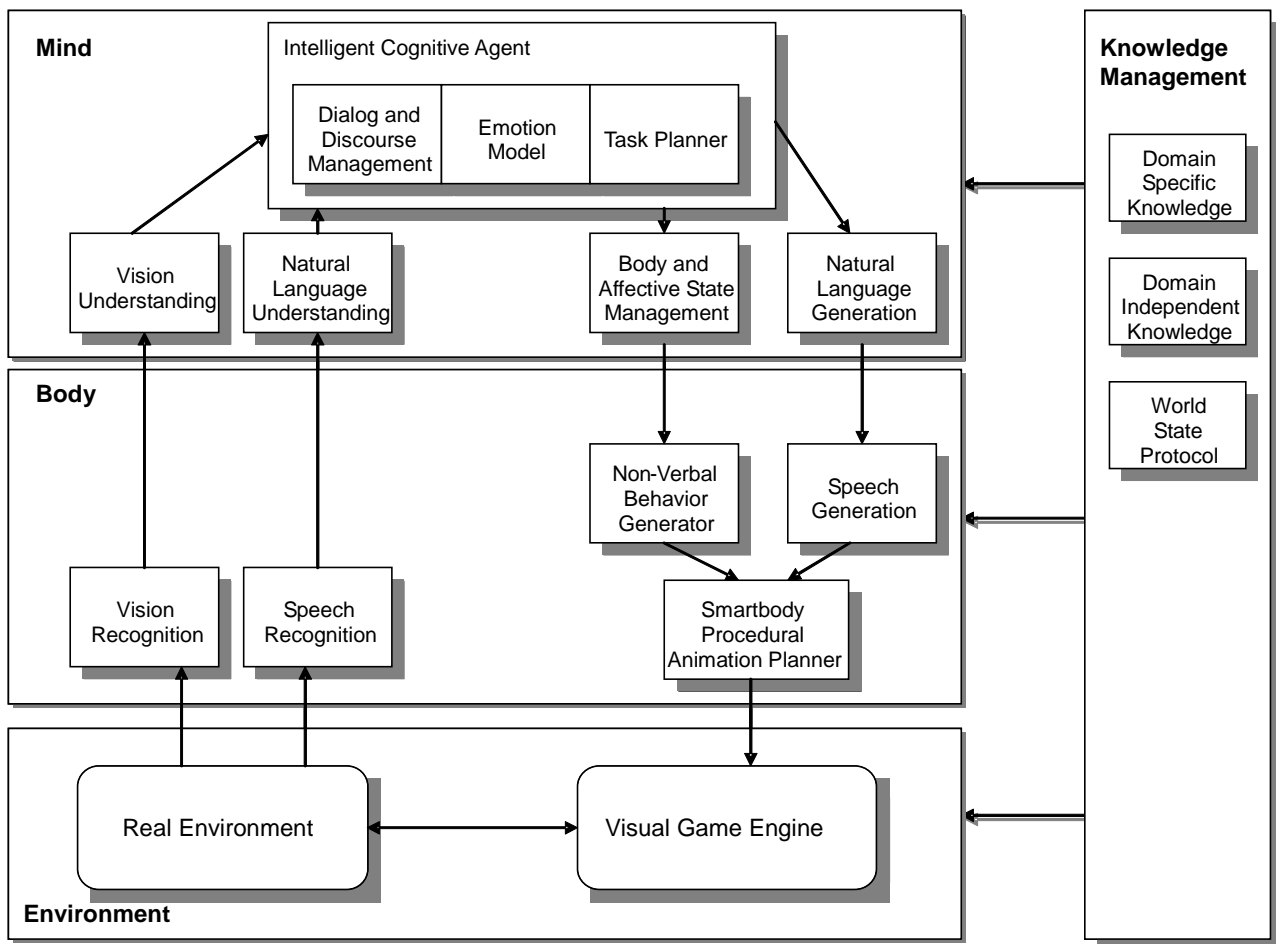 Mind
Intelligent Cognitive Agent
Dialog and
Discourse
Management
Emotion
Model
Task Planner
Vision
Understanding
Natural
Language
Understanding
Body and
Affective State
Management
Natural
Language
Generation
Body
Non-Verbal
Behavior
Generator
Speech
Generation
Vision
Recognition
Speech
Recognition
Smartbody
Procedural
Animation Planner
Real Environment
Visual Game Engine
Environment
Knowledge
Management
Domain
Specific
Knowledge
Domain
Independent
Knowledge
World
State
Protocol